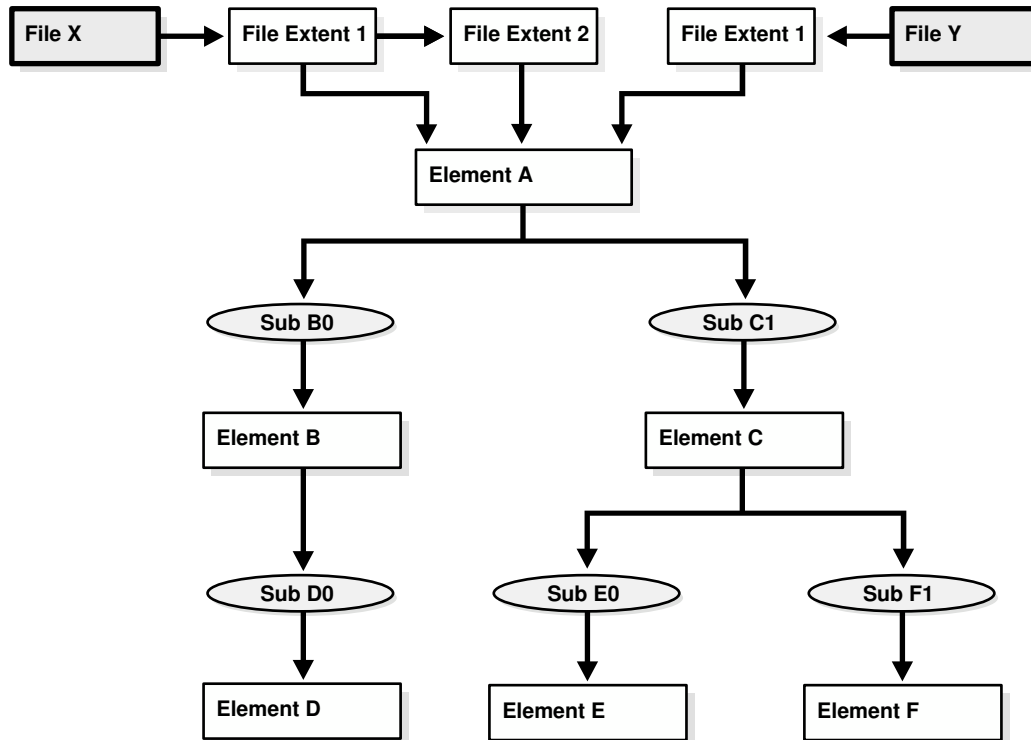 File X
File Extent 1
File Extent 2
File Extent 1
File Y
Element A
Sub B0
Sub C1
Element B
Element C
Sub D0
Sub E0
Sub F1
Element D
Element E
Element F